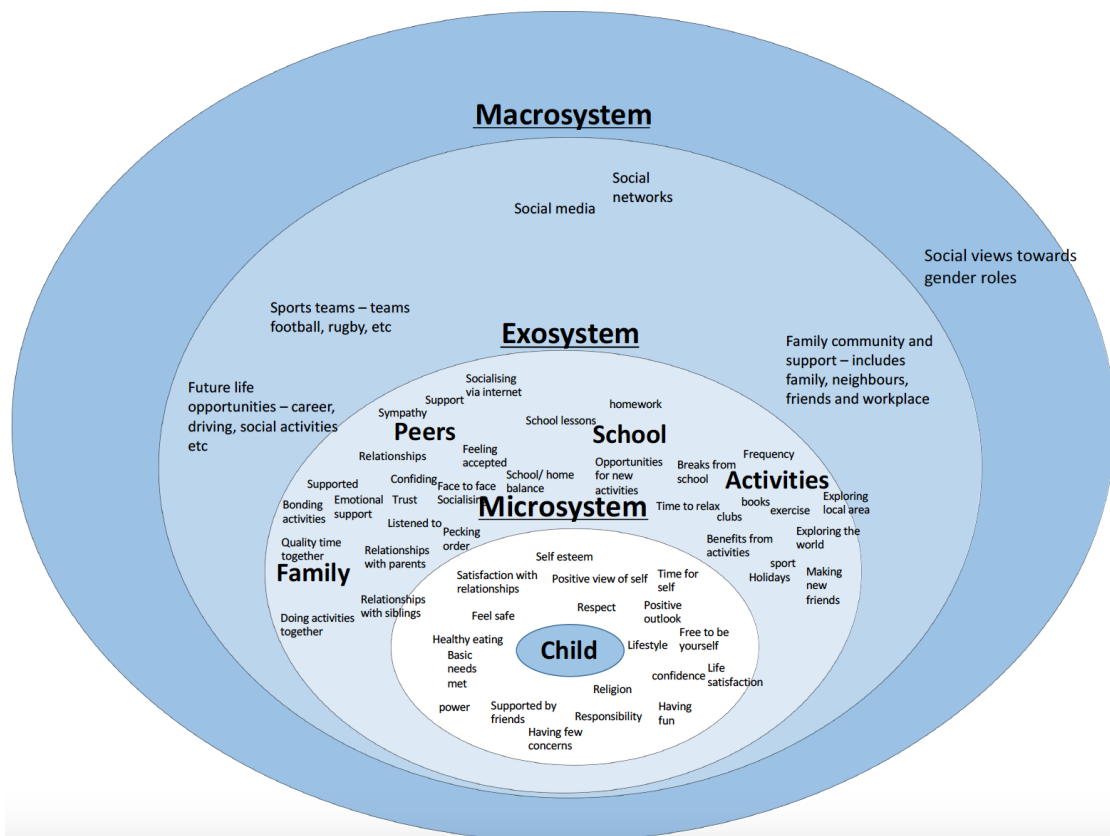 Macrosystem
Social
networks
Social media
Social views towards
gender roles
Sports teams – teams
football, rugby, etc
Exosystem
Family community and
support – includes
family, neighbours,
friends and workplace
Future life
opportunities – career,
driving, social activities
etc
Socialising
via internet
Support
Sympathy
Peers
homework
School lessons
School
Relationships
Feeling
accepted
Frequency
Breaks from
school
Activities
Opportunities
for new
activities
School/ home
balance
Confiding
Face to face
Socialising
Supported
Bonding
activities
Emotional
support
Trust
Microsystem
Time to relax
books
clubs
exercise
Exploring
local area
Listened to
Pecking
order
Benefits from
activities
Exploring the
world
Quality time
together
Relationships
with parents
Family
sport
Holidays
Making
new
friends
Relationships
with siblings
Doing activities
together
Self esteem
Satisfaction with
relationships
Positive view of self
Time for
self
Feel safe
Respect
Positive
outlook
Healthy eating
Child
Lifestyle
Free to be
yourself
Basic
needs
met
confidence
Life
satisfaction
Religion
power
Supported by
friends
Responsibility
Having
fun
Having few
concerns